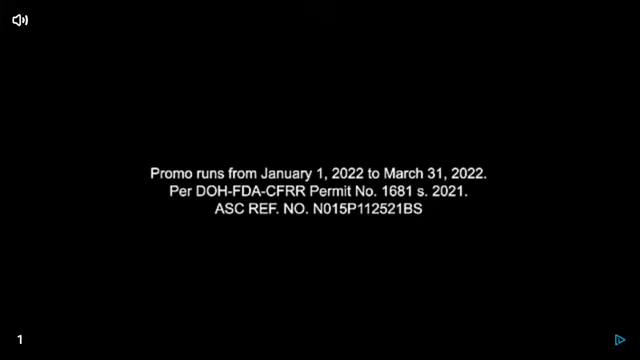 Promo runs from January 1, 2022 to March 31, 2022.
Per DOH-FDA-CFRR Permit No. 1681 s. 2021.
ASC REF. NO. N015P112521BS
1